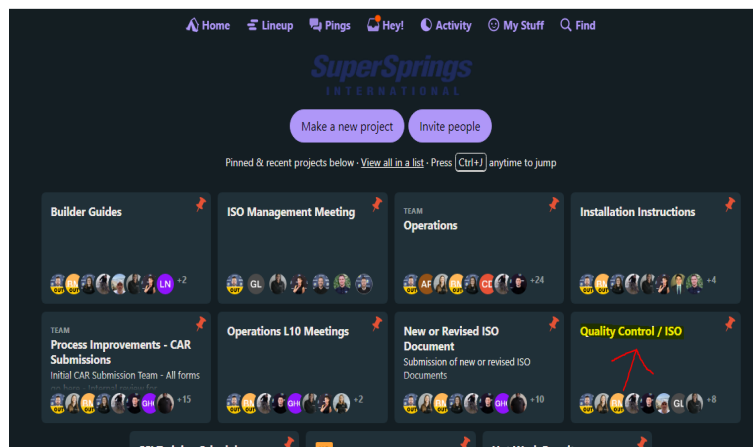 Home Lineup Pings Hey! Activity My Stuff Find
SuperSprings
INTERNATIONAL
Make a new project Invite people
Pinned & recent projects below · View all in a list · Press Ctrl+J anytime to jump
Builder Guides
LN +2
ISO Management Meeting
GL
TEAM
Operations
AF CD +24
Installation Instructions
+4
TEAM
Process Improvements - CAR
Submissions
Initial CAR Submission Team - All forms
+15
Operations L10 Meetings
+2
New or Revised ISO
Document
Submission of new or revised ISO
Documents
+10
Quality Control / ISO
GL +8